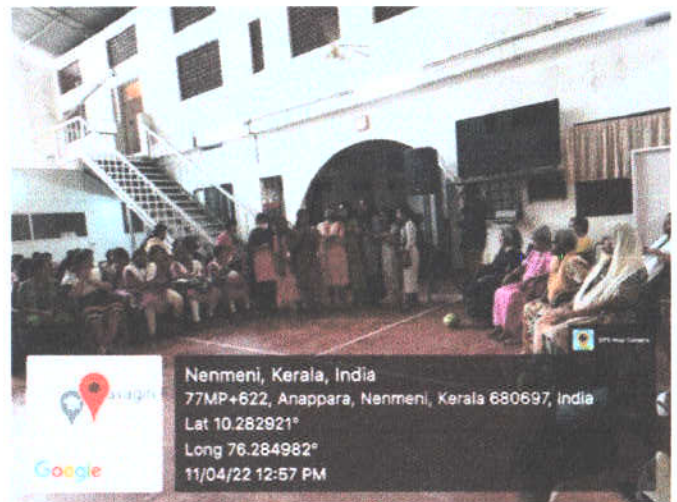 GPS Map Camera
Nenmeni, Kerala, India
77MP+622, Anappara, Nenmeni, Kerala 680697, India
Lat 10.282921°
Long 76.284982°
11/04/22 12:57 PM
Google